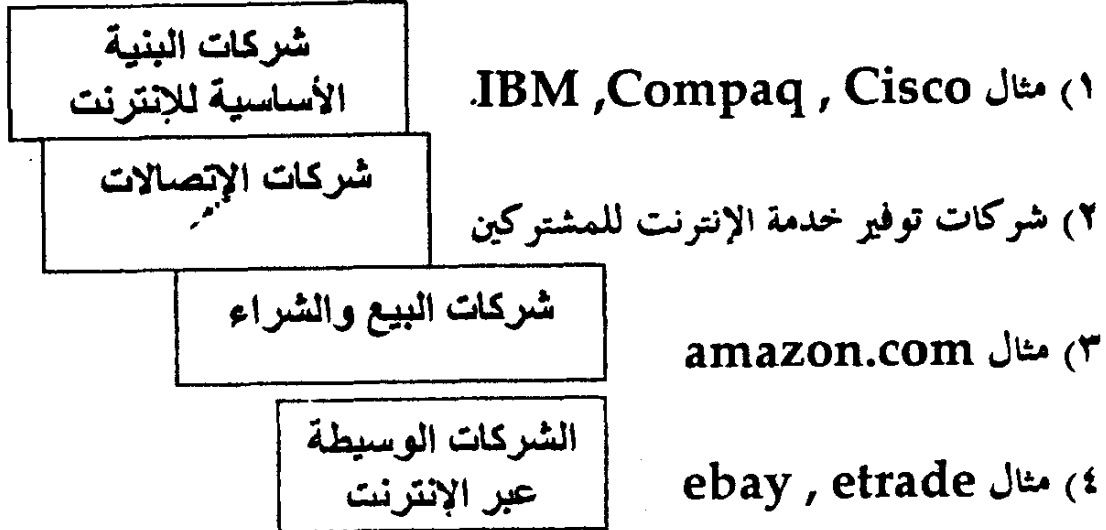 شركات البنية
الأساسية للإنترنت
١) مثال IBM ,Compaq , Cisco.
شركات الإتصالات
٢) شركات توفير خدمة الإنترنت للمشتركين
شركات البيع والشراء
٣) مثال amazon.com
الشركات الوسيطة
عبر الإنترنت
٤) مثال ebay , etrade